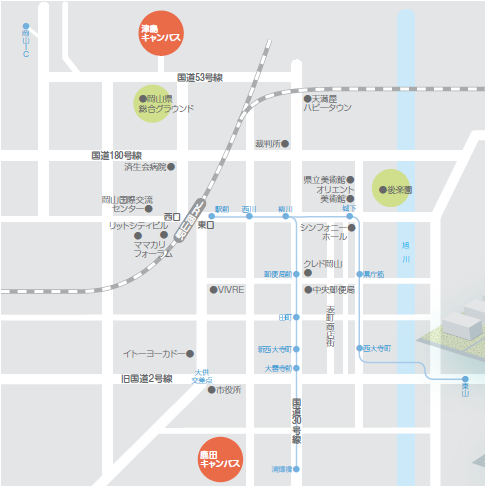 岡山IC
津島
キャンパス
国道53号線
岡山県
総合グラウンド
天満屋
ハピータウン
裁判所
国道180号線
済生会病院
県立美術館
オリエント
美術館
後楽園
岡山国際交流
センター
西口
JR岡山駅
東口
駅前
西川
柳川
城下
リットシティビル
ママカリ
フォーラム
シンフォニー
ホール
旭川
クレド岡山
郵便局前
県庁筋
VIVRE
中央郵便局
田町
表町商店街
イトーヨーカドー
新西大寺町
西大寺町
大雲寺前
旧国道2号線
大供
交差点
東山
市役所
国道30号線
鹿田
キャンパス
清輝橋